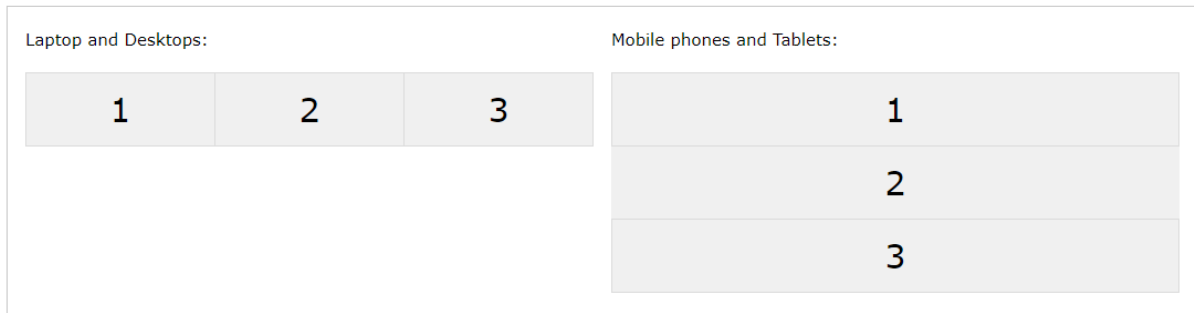 Laptop and Desktops:
1 2 3
Mobile phones and Tablets:
1
2
3